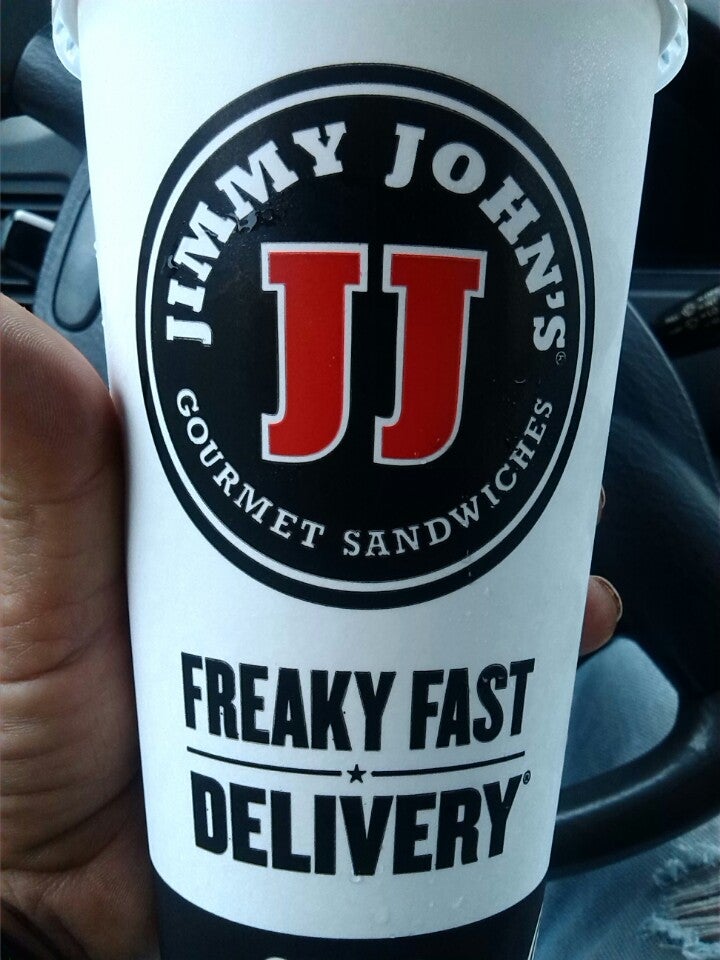 JIMMY JOHN'S®
JJ
GOURMET SANDWICHES
FREAKY FAST
DELIVERY®